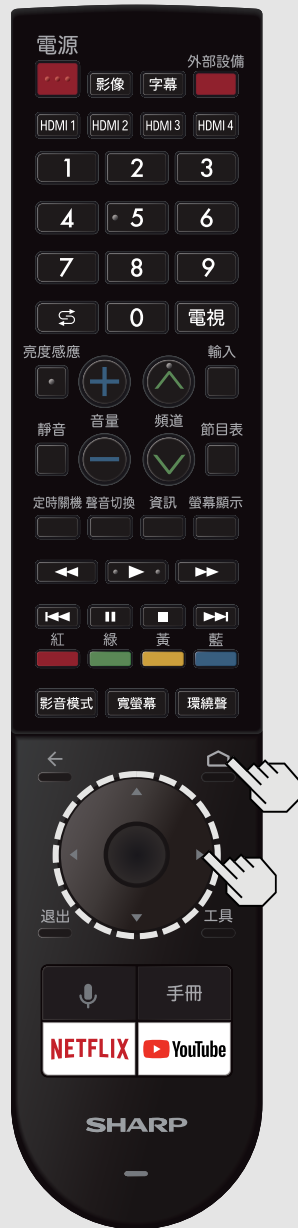 電源
外部設備
影像 字幕
HDMI 1 HDMI 2 HDMI 3 HDMI 4
1 2 3
4 5 6
7 8 9
0 電視
亮度感應 輸入
靜音 音量 頻道 節目表
定時關機 聲音切換 資訊 螢幕顯示
紅 綠 黃 藍
影音模式 寬螢幕 環繞聲
退出 工具
手冊
NETFLIX YouTube
SHARP